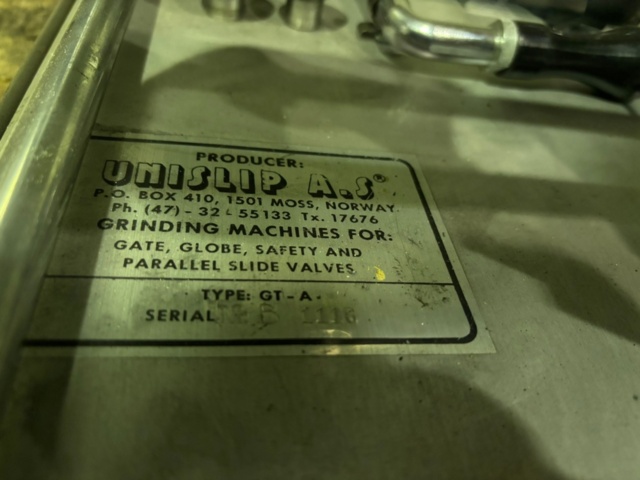 PRODUCER:
UNISLIP A.S®
P.O. BOX 410, 1501 MOSS, NORWAY.
Ph. (47) - 32 - 55133 Tx. 17676
GRINDING MACHINES FOR:
GATE, GLOBE, SAFETY AND
PARALLEL SLIDE VALVES
TYPE: GT - A
SERIAL 1116